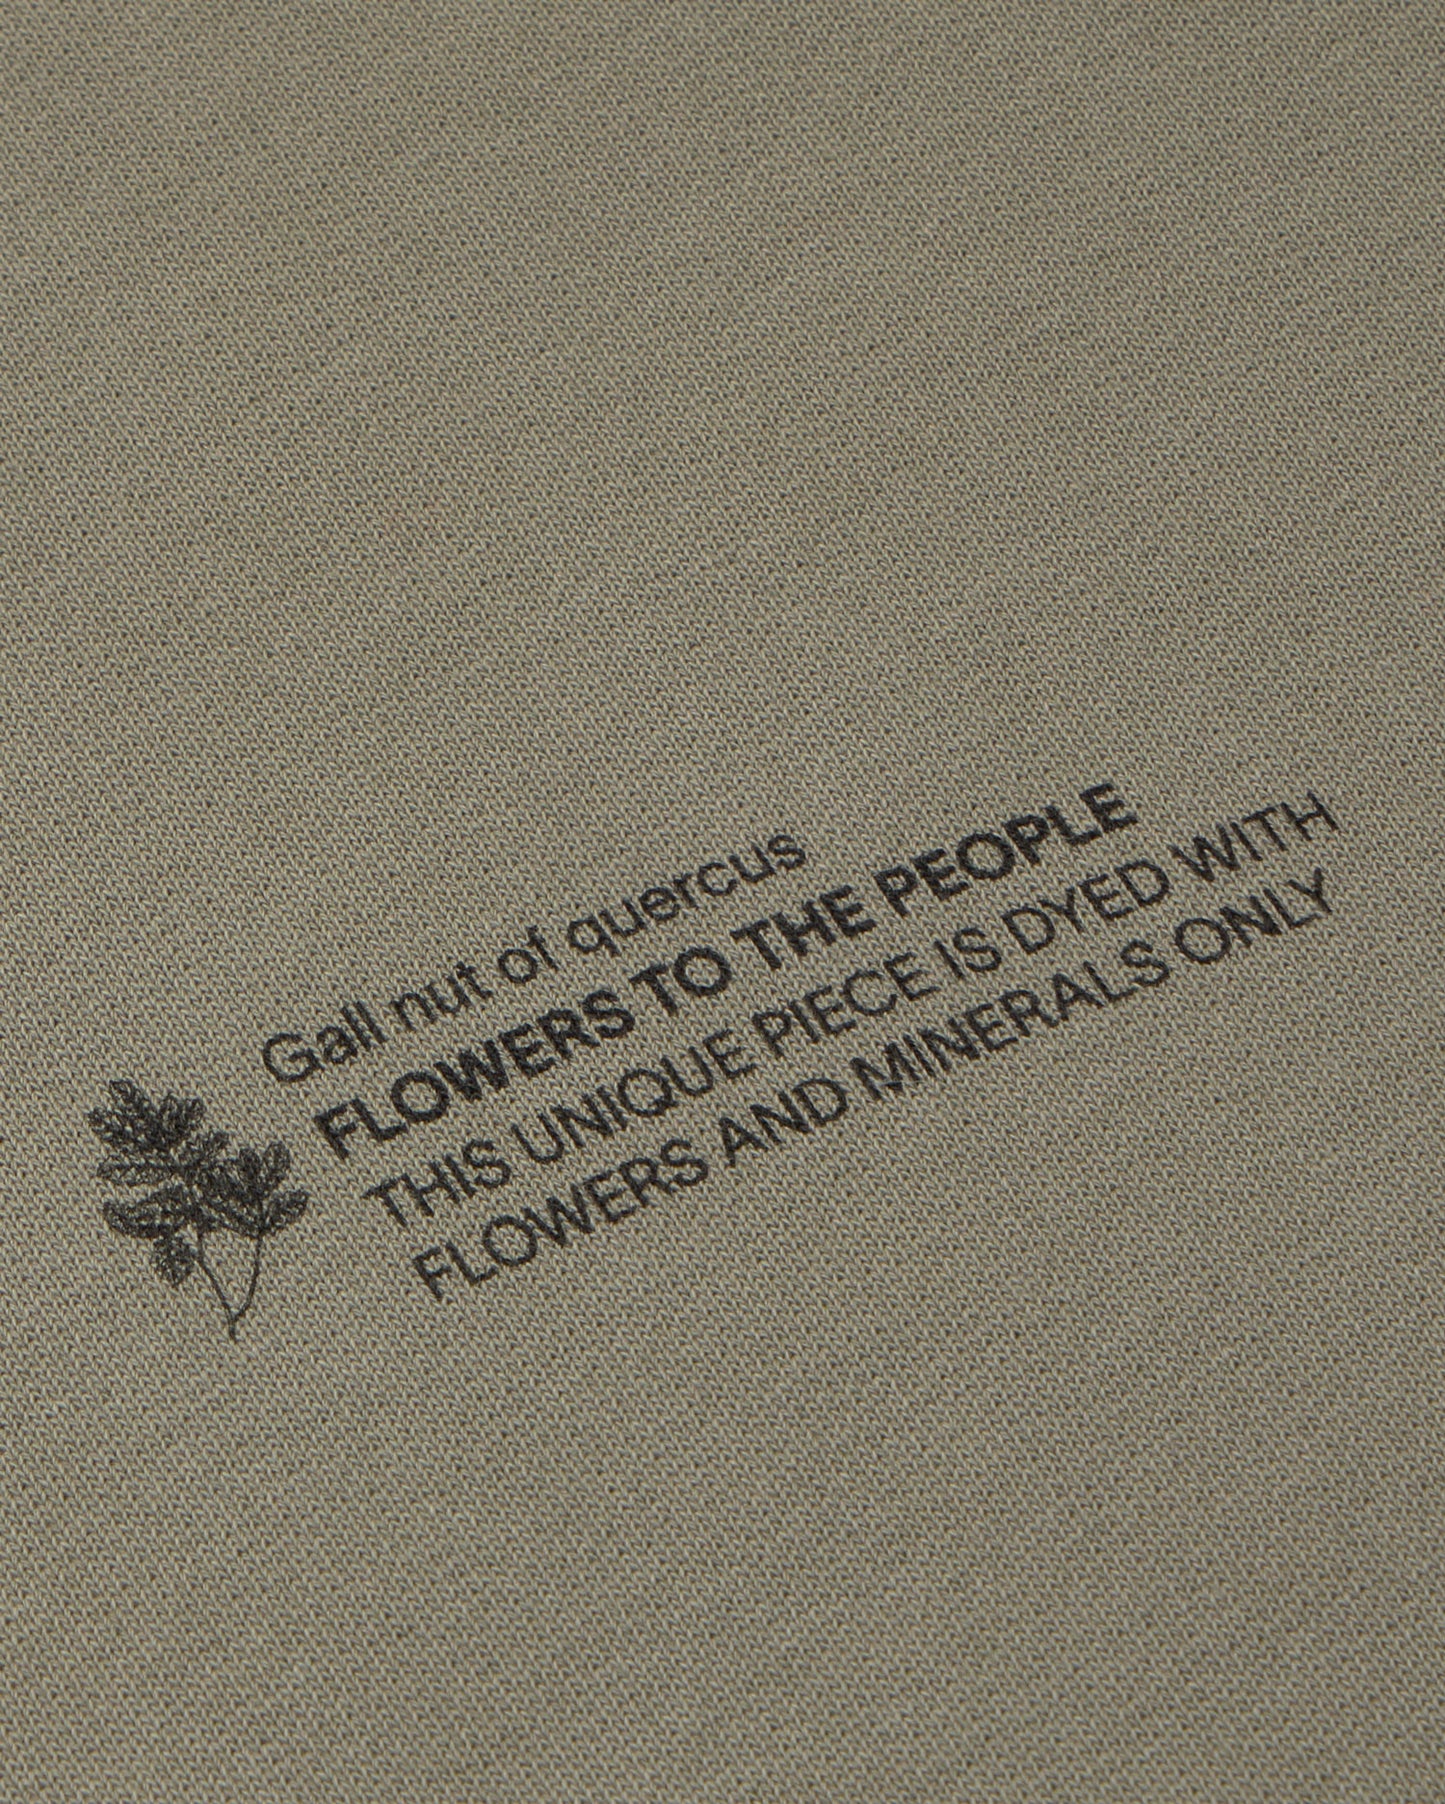 Gall nut of quercus
FLOWERS TO THE PEOPLE
THIS UNIQUE PIECE IS DYED WITH
FLOWERS AND MINERALS ONLY